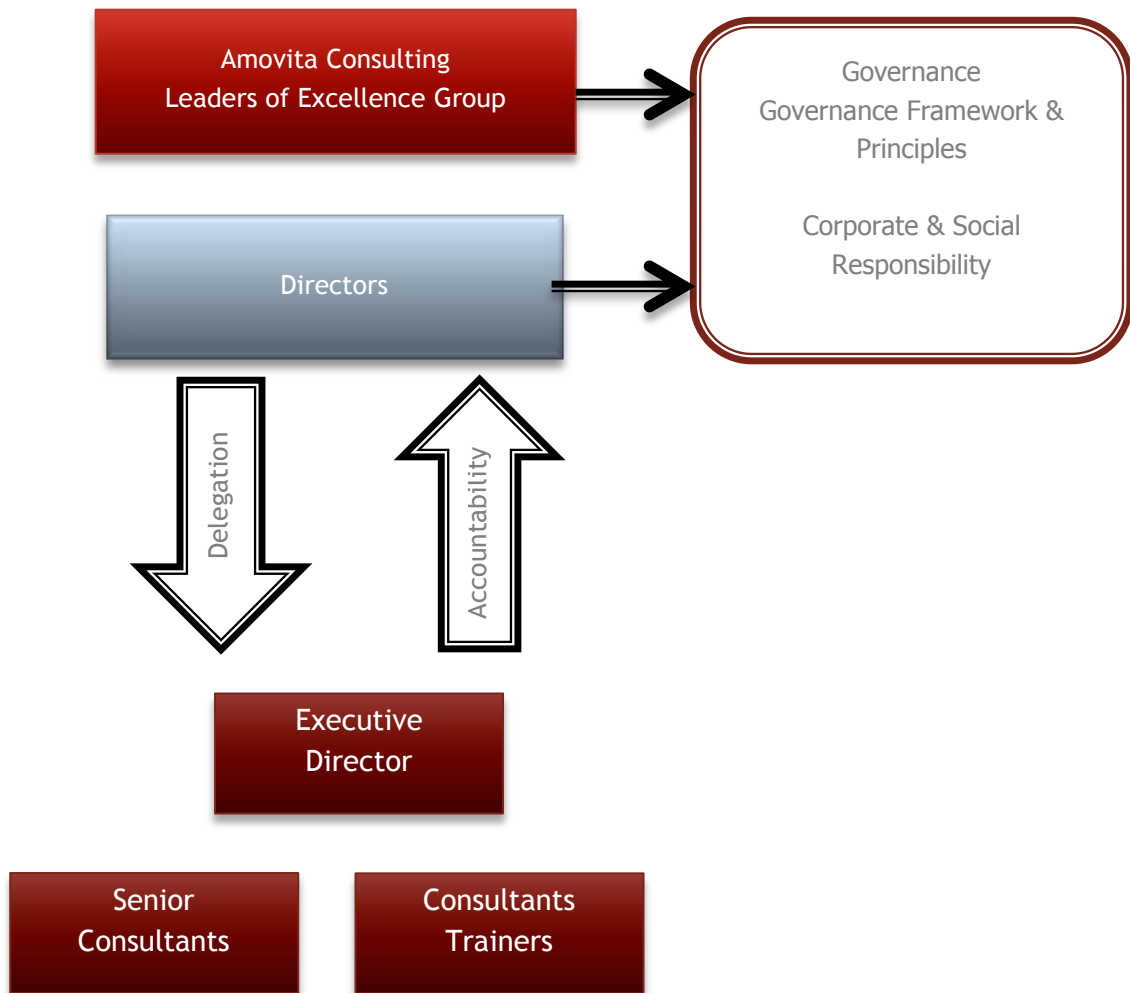 Amovita Consulting
Leaders of Excellence Group
Governance
Governance Framework &
Principles
Corporate & Social
Responsibility
Directors
Delegation
Accountability
Executive
Director
Senior
Consultants
Consultants
Trainers